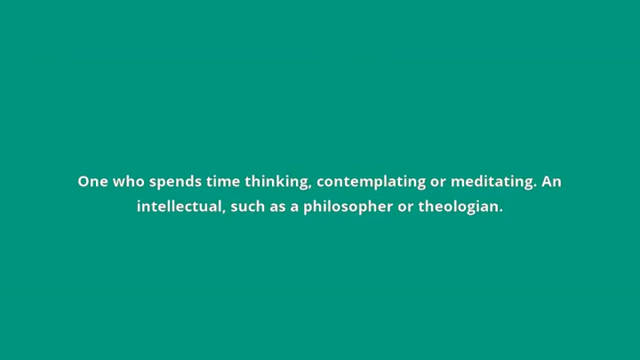 One who spends time thinking, contemplating or meditating. An
intellectual, such as a philosopher or theologian.